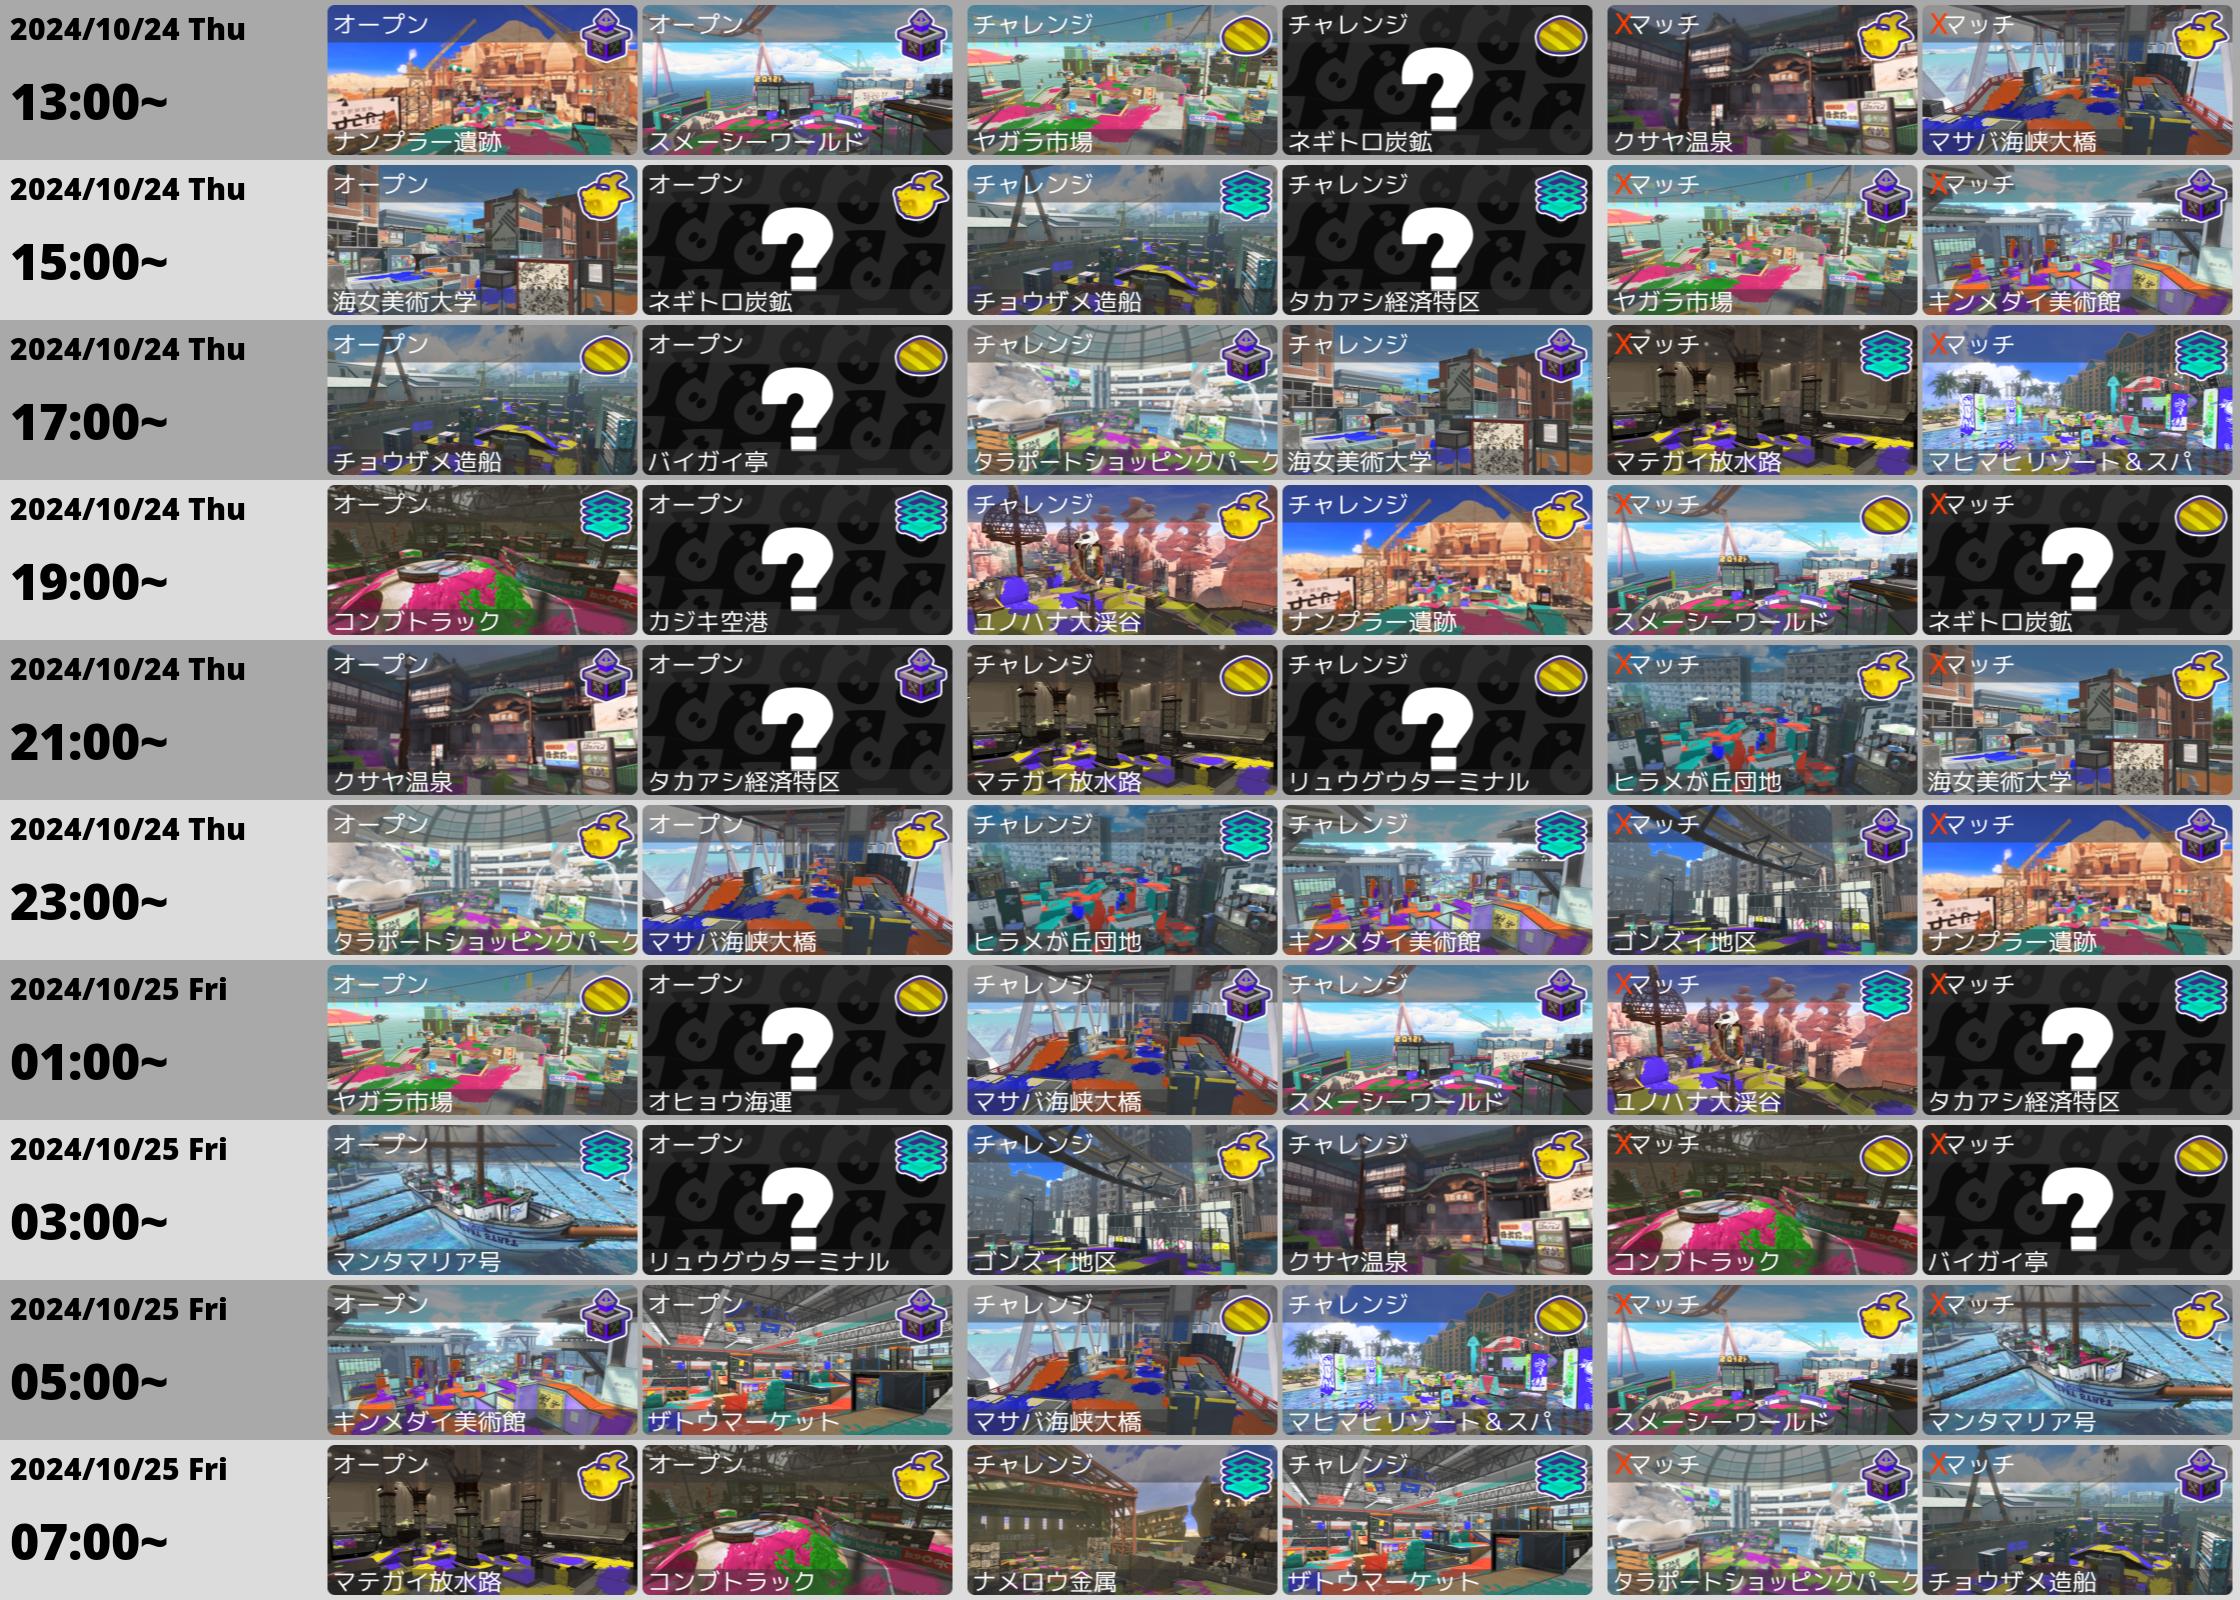 2024/10/24 Thu
13:00~
オープン
ナンプラー遺跡
オープン
スメーシーワールド
チャレンジ
ヤガラ市場
チャレンジ
ネギトロ炭鉱
Xマッチ
クサヤ温泉
Xマッチ
マサバ海峡大橋
2024/10/24 Thu
15:00~
オープン
海女美術大学
オープン
ネギトロ炭鉱
チャレンジ
チョウザメ造船
チャレンジ
タカアシ経済特区
Xマッチ
ヤガラ市場
Xマッチ
キンメダイ美術館
2024/10/24 Thu
17:00~
オープン
チョウザメ造船
オープン
バイガイ亭
チャレンジ
タラポートショッピングパーク
チャレンジ
海女美術大学
Xマッチ
マテガイ放水路
Xマッチ
マヒマヒリゾート＆スパ
2024/10/24 Thu
19:00~
オープン
コンブトラック
オープン
カジキ空港
チャレンジ
ユノハナ大渓谷
チャレンジ
ナンプラー遺跡
Xマッチ
スメーシーワールド
Xマッチ
ネギトロ炭鉱
2024/10/24 Thu
21:00~
オープン
クサヤ温泉
オープン
タカアシ経済特区
チャレンジ
マテガイ放水路
チャレンジ
リュウグウターミナル
Xマッチ
ヒラメが丘団地
Xマッチ
海女美術大学
2024/10/24 Thu
23:00~
オープン
タラポートショッピングパーク
オープン
マサバ海峡大橋
チャレンジ
ヒラメが丘団地
チャレンジ
キンメダイ美術館
Xマッチ
ゴンズイ地区
Xマッチ
ナンプラー遺跡
2024/10/25 Fri
01:00~
オープン
ヤガラ市場
オープン
オヒョウ海運
チャレンジ
マサバ海峡大橋
チャレンジ
スメーシーワールド
Xマッチ
ユノハナ大渓谷
Xマッチ
タカアシ経済特区
2024/10/25 Fri
03:00~
オープン
マンタマリア号
オープン
リュウグウターミナル
チャレンジ
ゴンズイ地区
チャレンジ
クサヤ温泉
Xマッチ
コンブトラック
Xマッチ
バイガイ亭
2024/10/25 Fri
05:00~
オープン
キンメダイ美術館
オープン
ザトウマーケット
チャレンジ
マサバ海峡大橋
チャレンジ
マヒマヒリゾート＆スパ
Xマッチ
スメーシーワールド
Xマッチ
マンタマリア号
2024/10/25 Fri
07:00~
オープン
マテガイ放水路
オープン
コンブトラック
チャレンジ
ナメロウ金属
チャレンジ
ザトウマーケット
Xマッチ
タラポートショッピングパーク
Xマッチ
チョウザメ造船